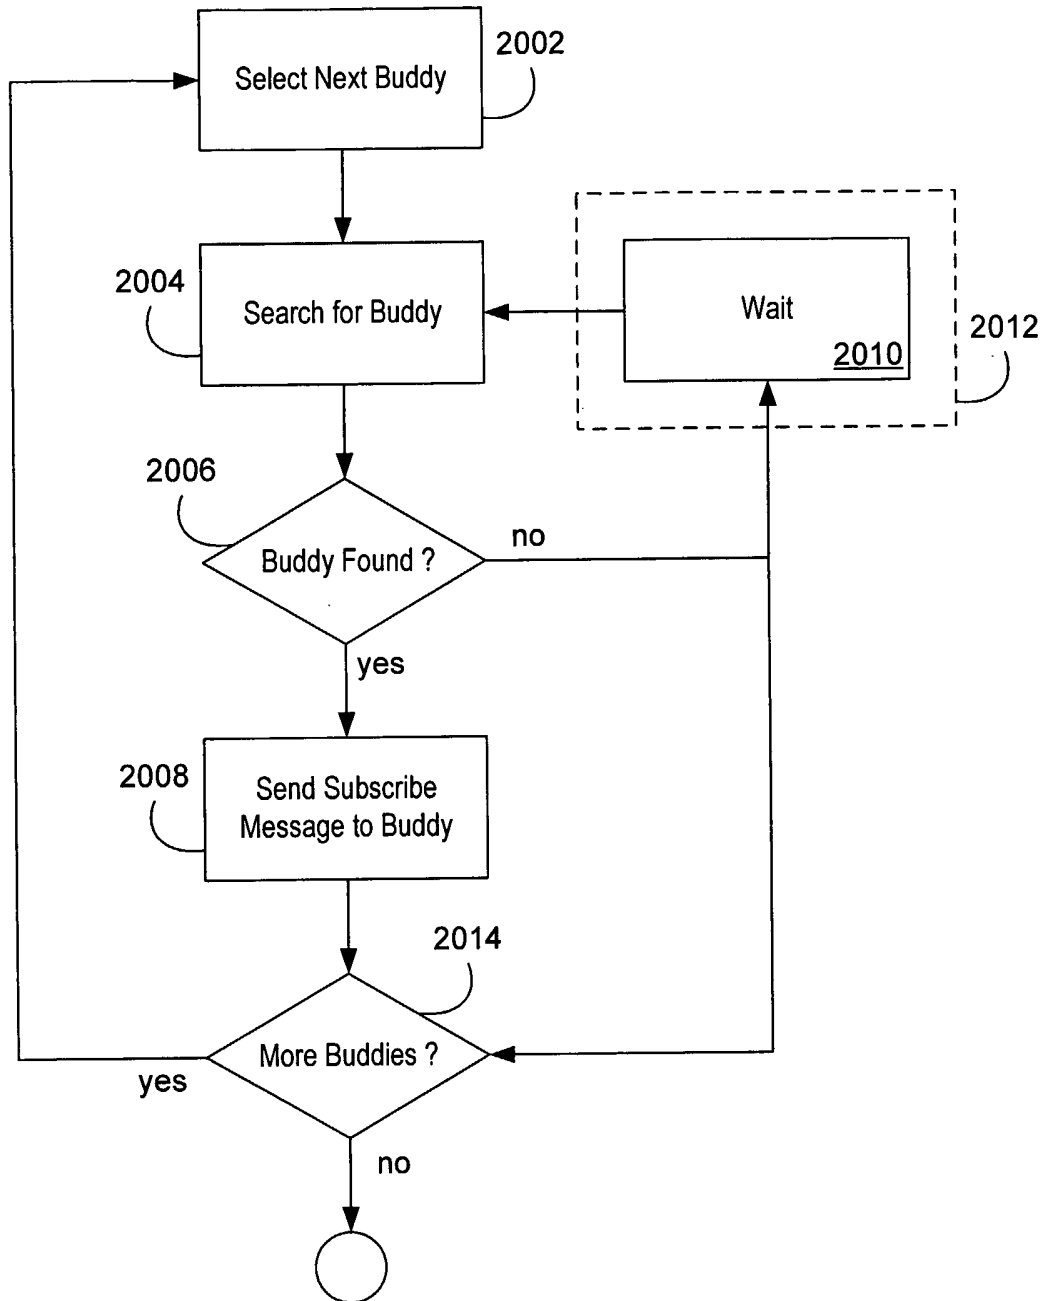 2002
Select Next Buddy
2004
Search for Buddy
Wait
2010
2012
2006
Buddy Found ?
no
yes
2008
Send Subscribe
Message to Buddy
2014
More Buddies ?
yes
no